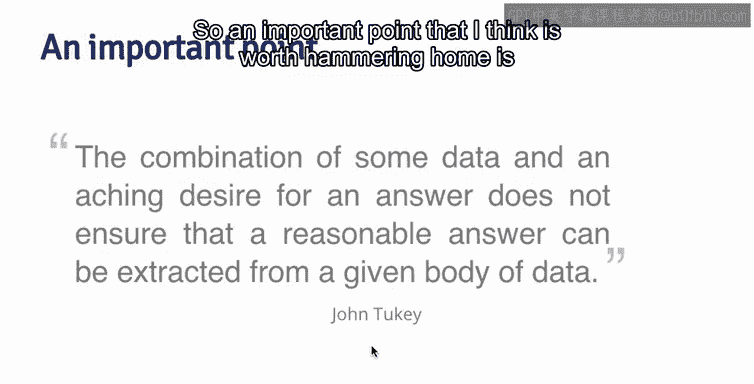 So an important point that I think is
worth hammering home is
An important point
“
The combination of some data and an
aching desire for an answer does not
ensure that a reasonable answer can
be extracted from a given body of data.
”
John Tukey